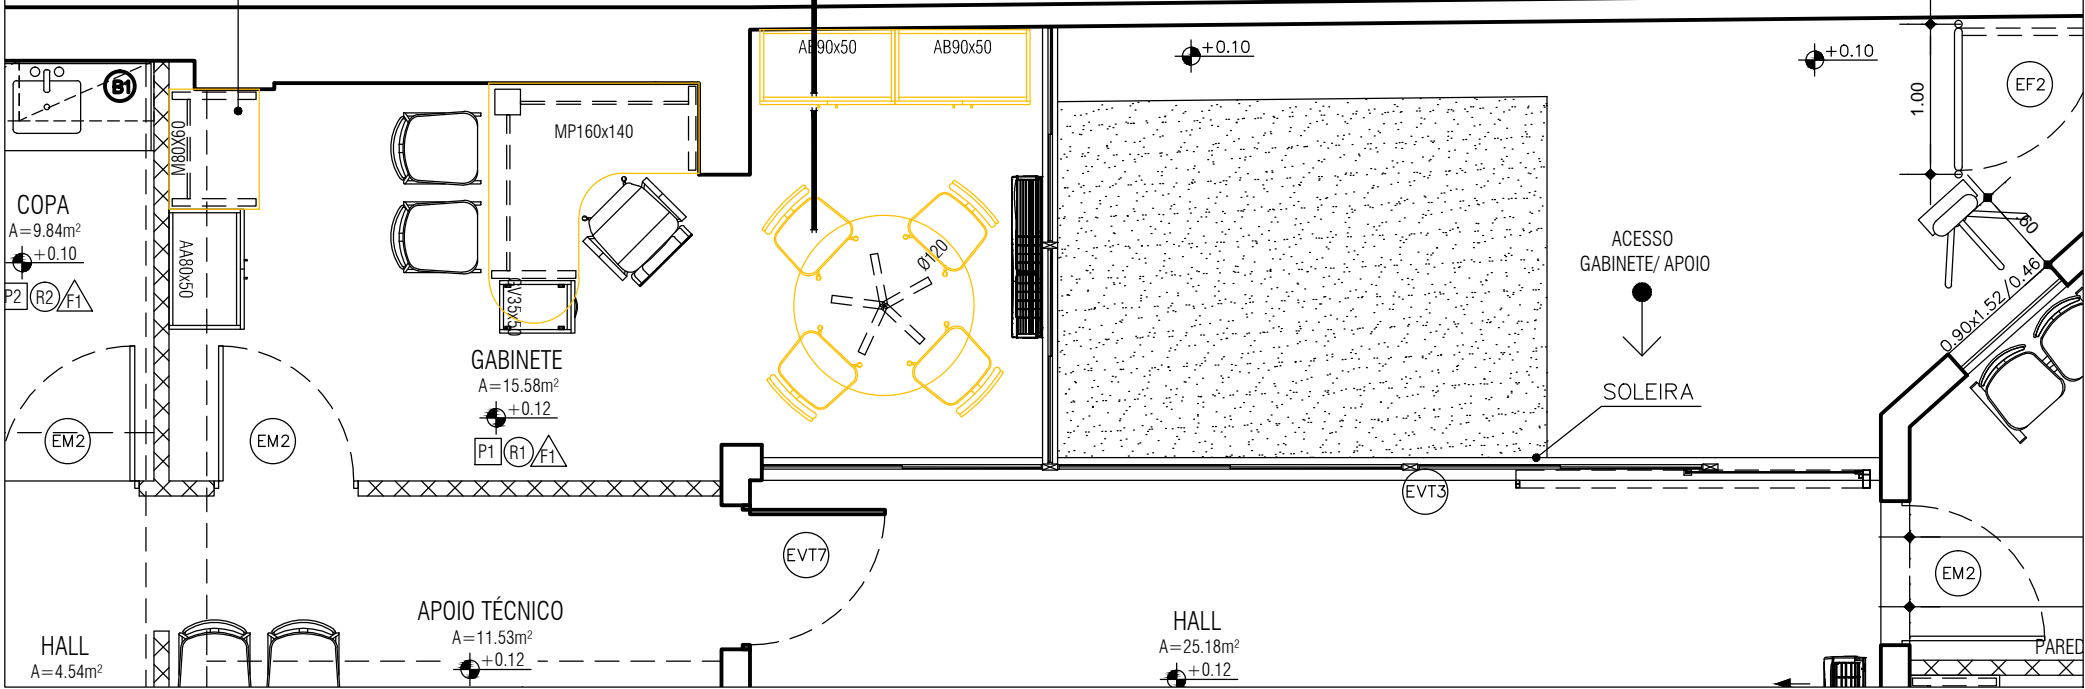 AB90x50
AB90x50
+0.10
+0.10
B1
EF2
1.00
MP160x140
M080X60
COPA
A=9.84m²
+0.10
P2
R2
F1
AA80x50
GV35x50
Ø120
.60
ACESSO
GABINETE/ APOIO
0.90x1.52/0.46
GABINETE
A=15.58m²
+0.12
P1
R1
F1
SOLEIRA
EM2
EM2
EVT3
EVT7
EM2
APOIO TÉCNICO
A=11.53m²
+0.12
HALL
A=25.18m²
+0.12
HALL
A=4.54m²
PARED